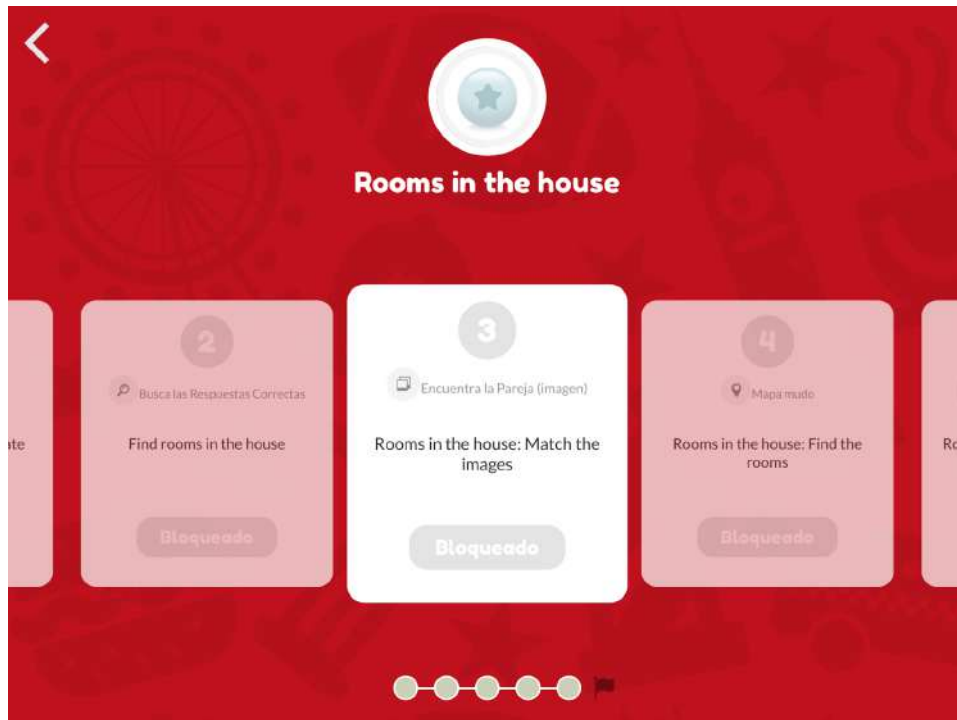 Rooms in the house
2
Busca las Respuestas Correctas
Find rooms in the house
Bloqueado
3
Encuentra la Pareja (imagen)
Rooms in the house: Match the
images
Bloqueado
4
Mapa mudo
Rooms in the house: Find the
rooms
Bloqueado